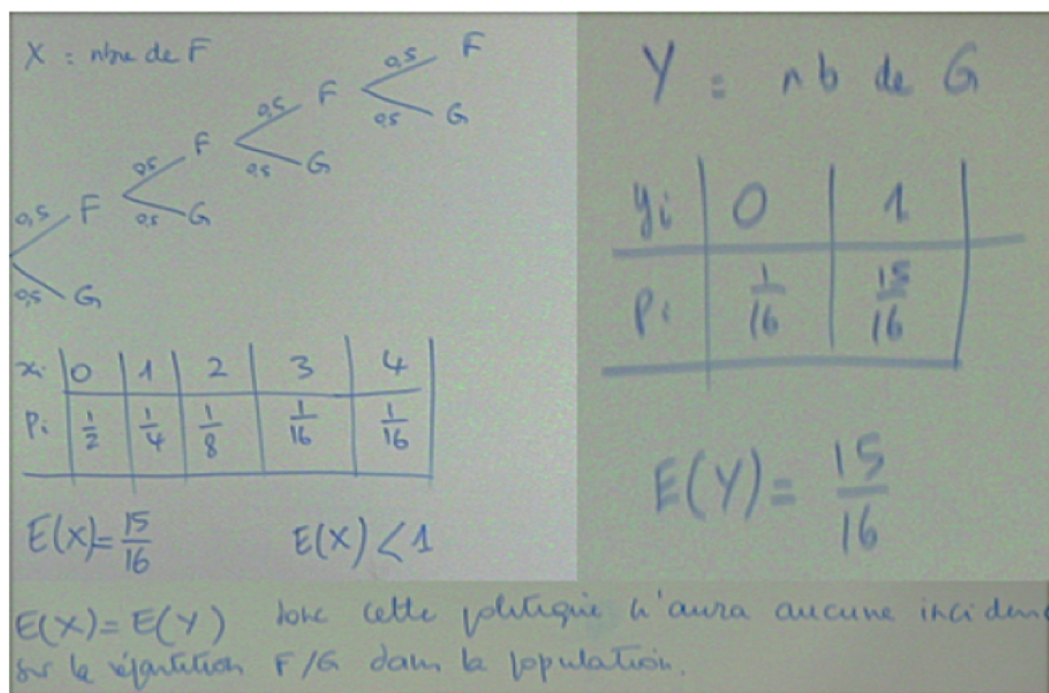 X : nbre de F
0,5 F
0,5 F 0,5 G
0,5 F 0,5 G
0,5 F 0,5 G
0,5 G
xi 0 1 2 3 4
Pi 1/2 1/4 1/8 1/16 1/16
E(X)=15/16 E(X)<1
Y : nb de G
yi 0 1
Pi 1/16 15/16
E(Y)=15/16
E(X)=E(Y) donc cette politique n'aura aucune inciden
sur la répartition F/G dans la population.